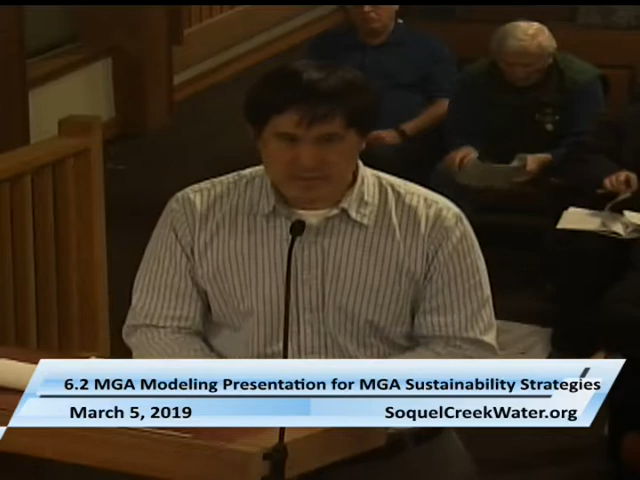 6.2 MGA Modeling Presentation for MGA Sustainability Strategies
March 5, 2019 SoquelCreekWater.org